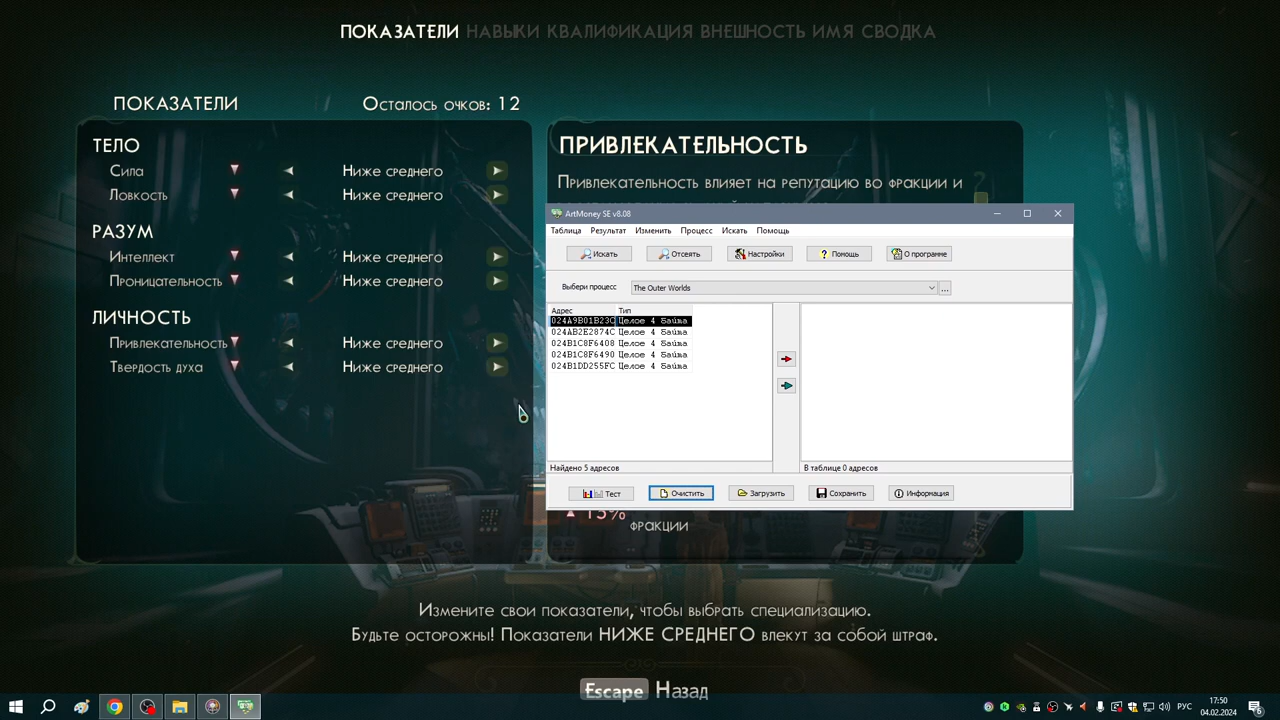 ПОКАЗАТЕЛИ НАВЫКИ КВАЛИФИКАЦИЯ ВНЕШНОСТЬ ИМЯ СВОДКА
ПОКАЗАТЕЛИ Осталось очков: 12
ТЕЛО
Сила Ниже среднего
Ловкость Ниже среднего
РАЗУМ
Интеллект Ниже среднего
Проницательность Ниже среднего
ЛИЧНОСТЬ
Привлекательность Ниже среднего
Твердость духа Ниже среднего
ПРИВЛЕКАТЕЛЬНОСТЬ
Привлекательность влияет на репутацию во фракции и
ArtMoney SE v8.08
Таблица Результат Изменить Процесс Искать Помощь
Искать Отсеять Настройки Помощь О программе
Выбери процесс The Outer Worlds ...
Адрес Тип
024A9B01B23C Целое 4 байта
024AB2E2874C Целое 4 байта
024B1C8F6408 Целое 4 байта
024B1C8F6490 Целое 4 байта
024B1DD255FC Целое 4 байта
Найдено 5 адресов В таблице 0 адресов
Тест Очистить Загрузить Сохранить Информация
15%
фракции
Измените свои показатели, чтобы выбрать специализацию.
Будьте осторожны! Показатели НИЖЕ СРЕДНЕГО влекут за собой штраф.
Escape Назад
РУС
17:50
04.02.2024
6